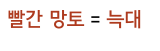 빨간 망토 = 늑대